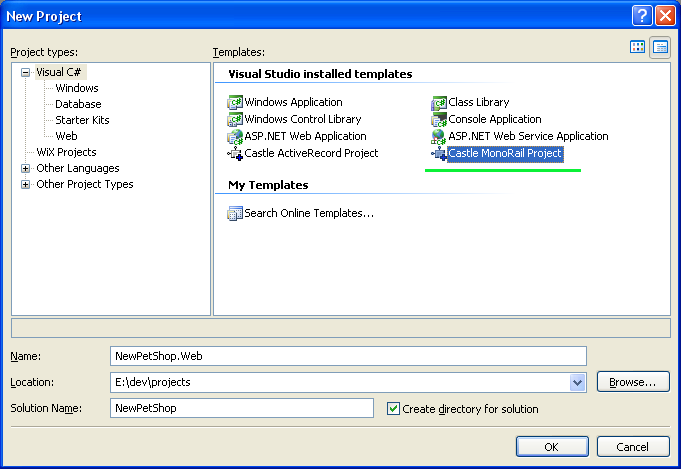 New Project
Project types:
Templates:
Visual C#
Windows
Database
Starter Kits
Web
WiX Projects
Other Languages
Other Project Types
Visual Studio installed templates
Windows Application
Class Library
Windows Control Library
Console Application
ASP.NET Web Application
ASP.NET Web Service Application
Castle ActiveRecord Project
Castle MonoRail Project
My Templates
Search Online Templates...
Name:
NewPetShop.Web
Location:
E:\dev\projects
Browse...
Solution Name:
NewPetShop
Create directory for solution
OK
Cancel